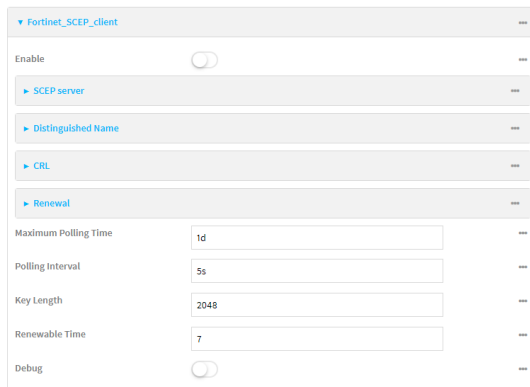 Fortinet_SCEP_client
Enable
SCEP server
Distinguished Name
CRL
Renewal
Maximum Polling Time 1d
Polling Interval 5s
Key Length 2048
Renewable Time 7
Debug